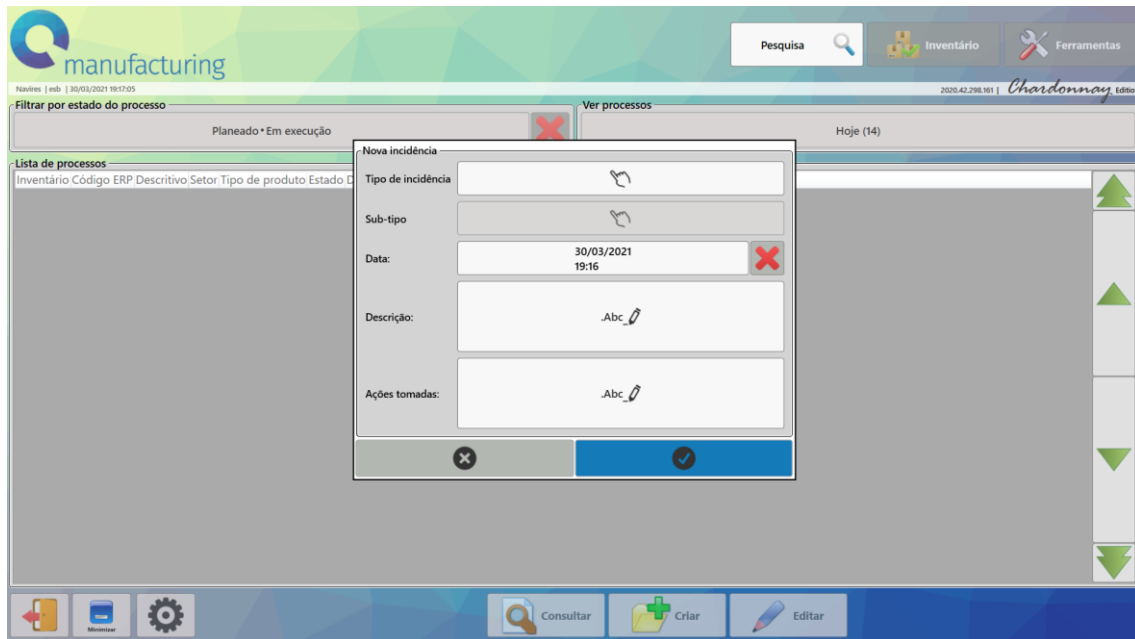 manufacturing
Pesquisa
Inventário
Ferramentas
Navires | esb | 30/03/2021 19:17:05
2020.42.298.161 | Chardonnay Editio
Filtrar por estado do processo
Ver processos
Planeado • Em execução
Hoje (14)
Lista de processos
Inventário Código ERP Descritivo Setor Tipo de produto Estado D
Nova incidência
Tipo de incidência
Sub-tipo
Data:
30/03/2021
19:16
Descrição:
.Abc_
Ações tomadas:
.Abc_
Minimizar
Consultar
Criar
Editar